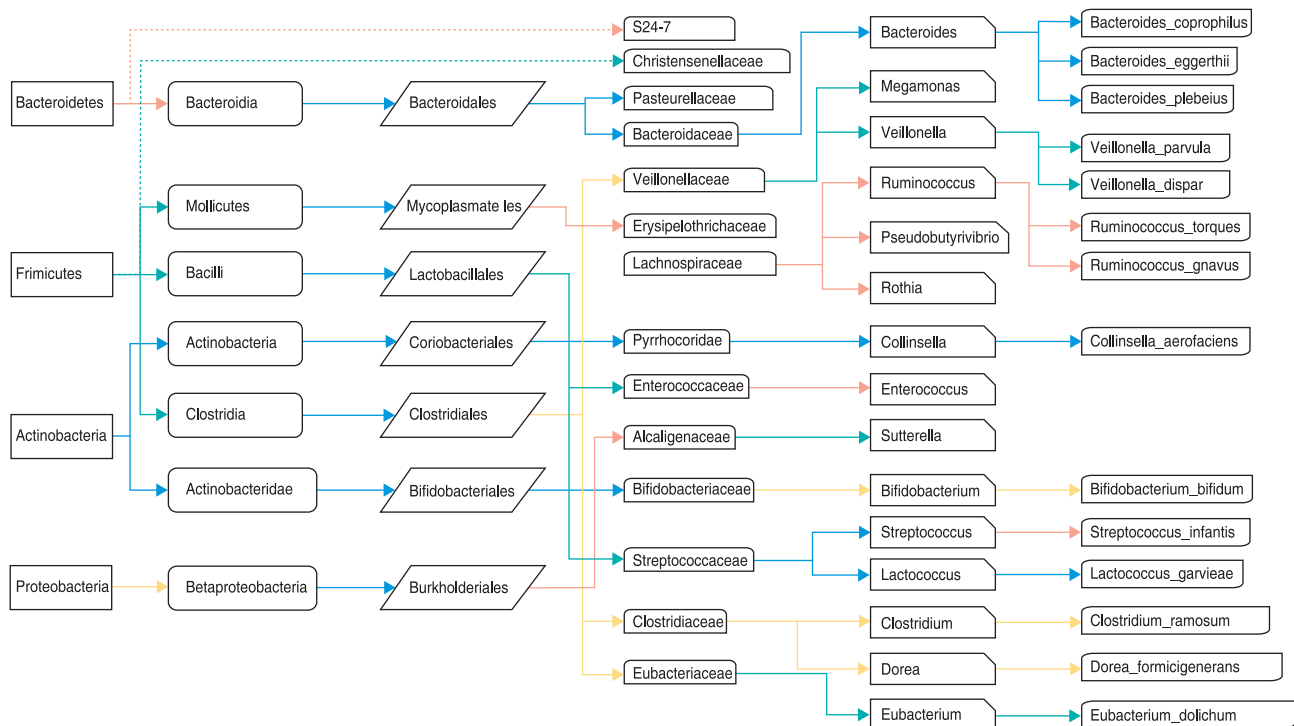 Bacteroidetes
Frimicutes
Actinobacteria
Proteobacteria
Bacteroidia
Mollicutes
Bacilli
Actinobacteria
Clostridia
Actinobacteridae
Betaproteobacteria
Bacteroidales
Mycoplasmate les
Lactobacillales
Coriobacteriales
Clostridiales
Bifidobacteriales
Burkholderiales
S24-7
Christensenellaceae
Pasteurellaceae
Bacteroidaceae
Veillonellaceae
Erysipelothrichaceae
Lachnospiraceae
Pyrrhocoridae
Enterococcaceae
Alcaligenaceae
Bifidobacteriaceae
Streptococcaceae
Clostridiaceae
Eubacteriaceae
Bacteroides
Megamonas
Veillonella
Ruminococcus
Pseudobutyrivibrio
Rothia
Collinsella
Enterococcus
Sutterella
Bifidobacterium
Streptococcus
Lactococcus
Clostridium
Dorea
Eubacterium
Bacteroides_coprophilus
Bacteroides_eggerthii
Bacteroides_plebeius
Veillonella_parvula
Veillonella_dispar
Ruminococcus_torques
Ruminococcus_gnavus
Collinsella_aerofaciens
Bifidobacterium_bifidum
Streptococcus_infantis
Lactococcus_garvieae
Clostridium_ramosum
Dorea_formicigenerans
Eubacterium_dolichum